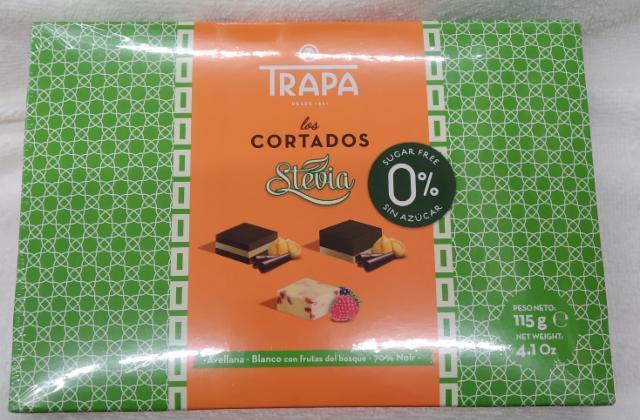 TRAPA
DESDE 1891
los
CORTADOS
Stevia
SUGAR FREE
0%
SIN AZÚCAR
PESO NETO:
115 g e
NET WEIGHT:
4.1 Oz
· Avellana · Blanco con frutas del bosque · 70% Noir ·